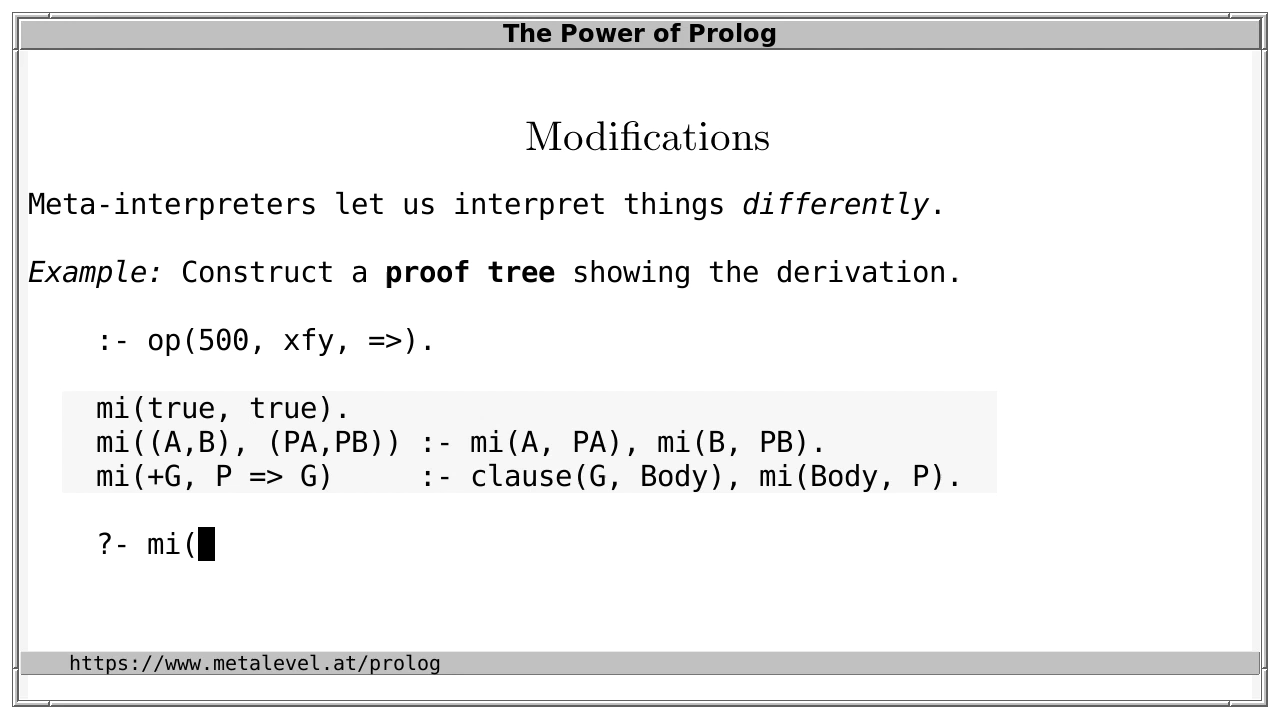 The Power of Prolog
Modifications
Meta-interpreters let us interpret things differently.
Example: Construct a proof tree showing the derivation.
:- op(500, xfy, =>).
mi(true, true).
mi((A,B), (PA,PB)) :- mi(A, PA), mi(B, PB).
mi(+G, P => G)     :- clause(G, Body), mi(Body, P).
?- mi(
https://www.metalevel.at/prolog